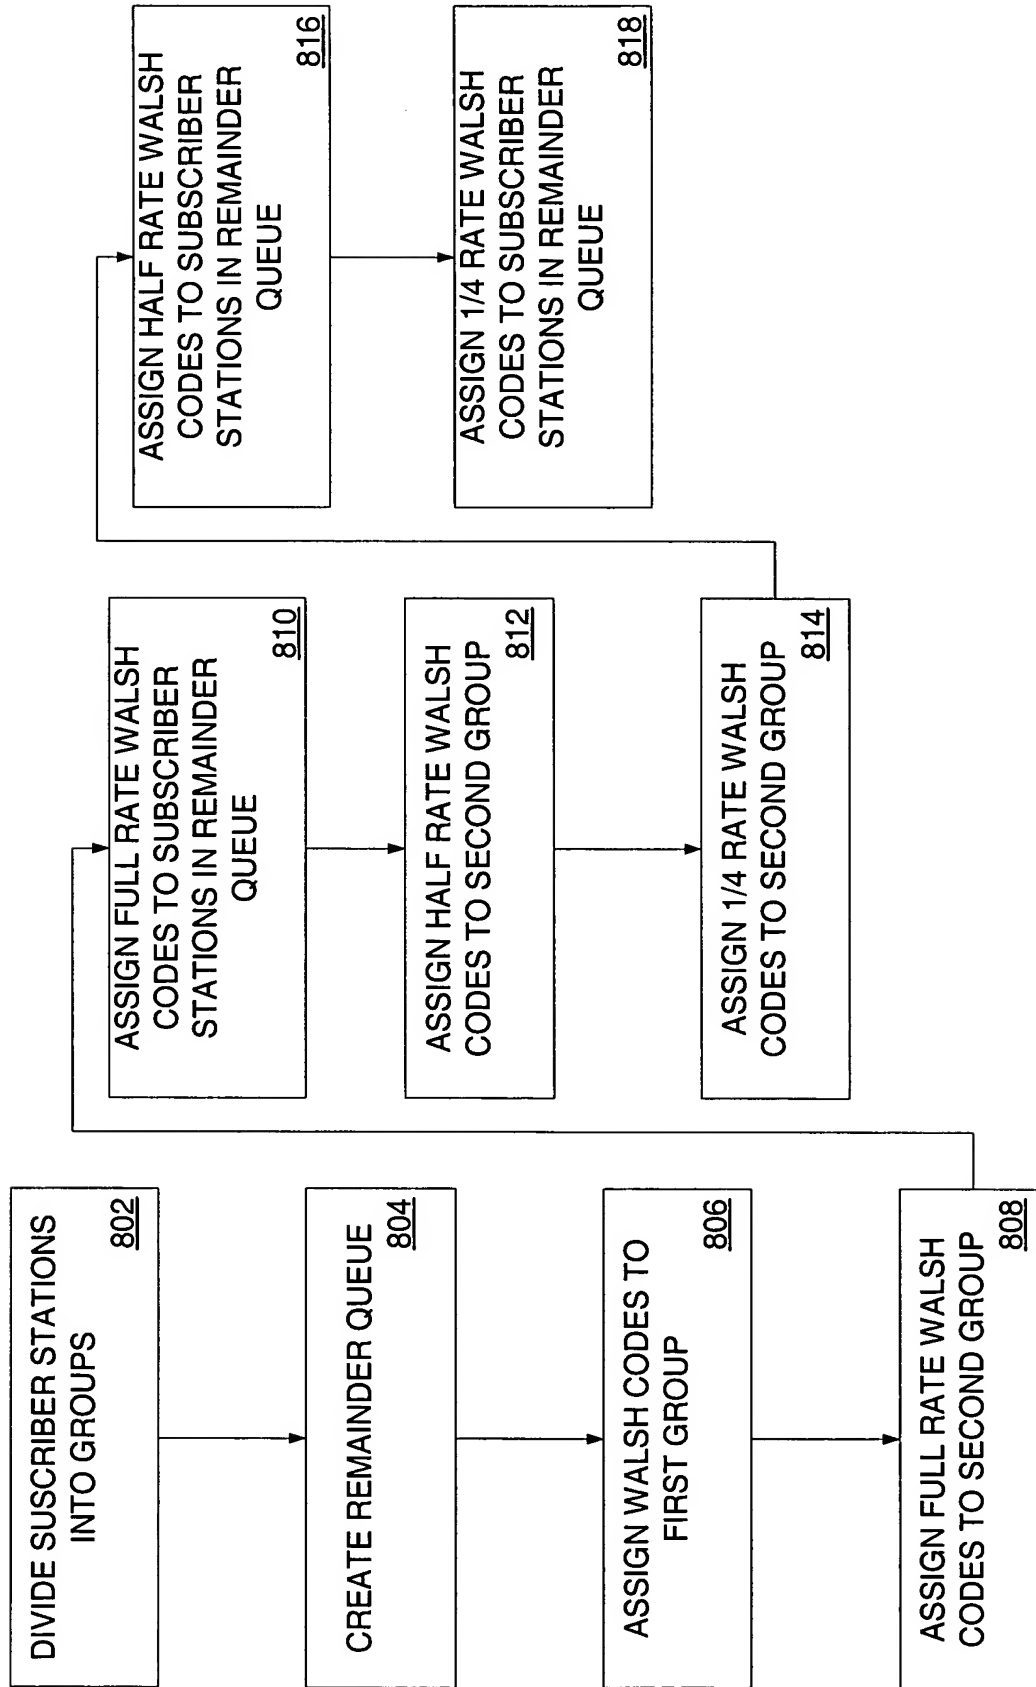 DIVIDE SUSCRIBER STATIONS
INTO GROUPS
802
CREATE REMAINDER QUEUE
804
ASSIGN WALSH CODES TO
FIRST GROUP
806
ASSIGN FULL RATE WALSH
CODES TO SECOND GROUP
808
ASSIGN FULL RATE WALSH
CODES TO SUBSCRIBER
STATIONS IN REMAINDER
QUEUE
810
ASSIGN HALF RATE WALSH
CODES TO SECOND GROUP
812
ASSIGN 1/4 RATE WALSH
CODES TO SECOND GROUP
814
ASSIGN HALF RATE WALSH
CODES TO SUBSCRIBER
STATIONS IN REMAINDER
QUEUE
816
ASSIGN 1/4 RATE WALSH
CODES TO SUBSCRIBER
STATIONS IN REMAINDER
QUEUE
818